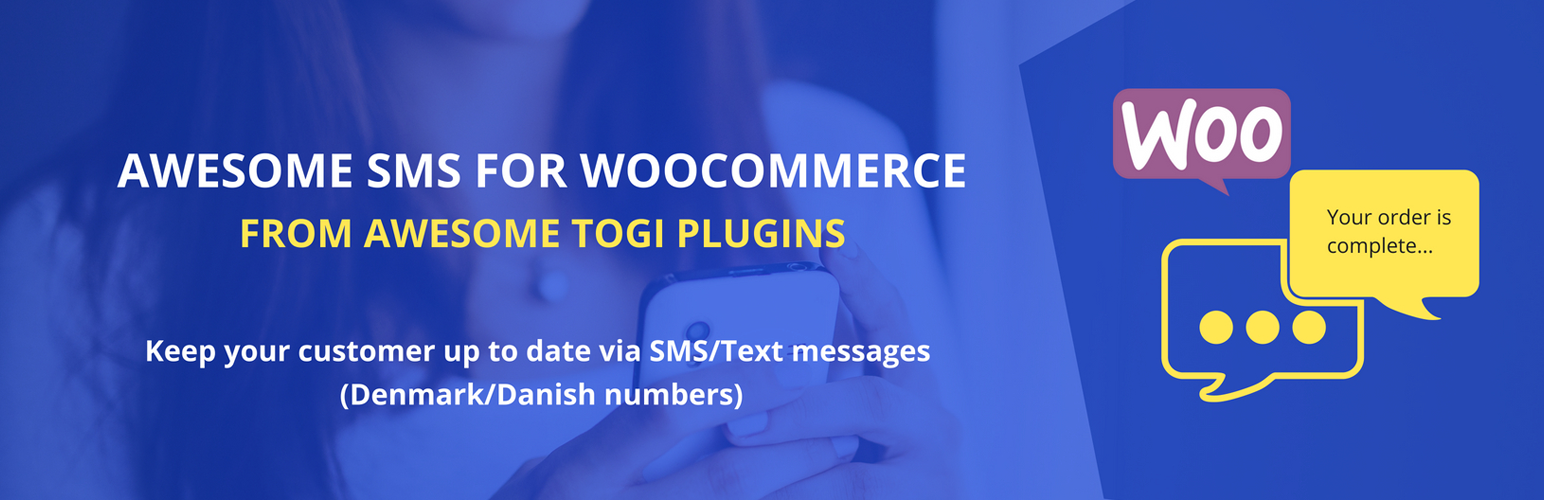 AWESOME SMS FOR WOOCOMMERCE
FROM AWESOME TOGI PLUGINS
Keep your customer up to date via SMS/Text messages
(Denmark/Danish numbers)
WOO
Your order is
complete...